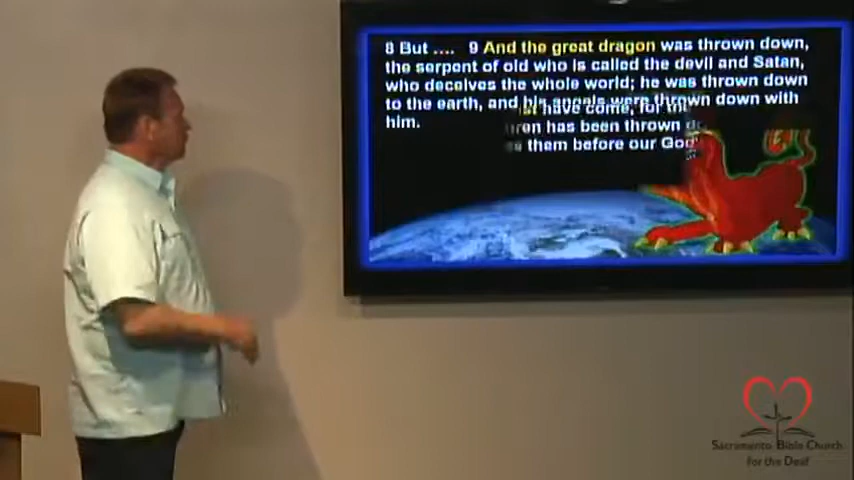 8 But .... 9 And the great dragon was thrown down,
the serpent of old who is called the devil and Satan,
who deceives the whole world; he was thrown down
to the earth, and his angels were thrown down with
him.
have come, for the
has been thrown
them before our God
Sacramento Bible Church
for the Deaf